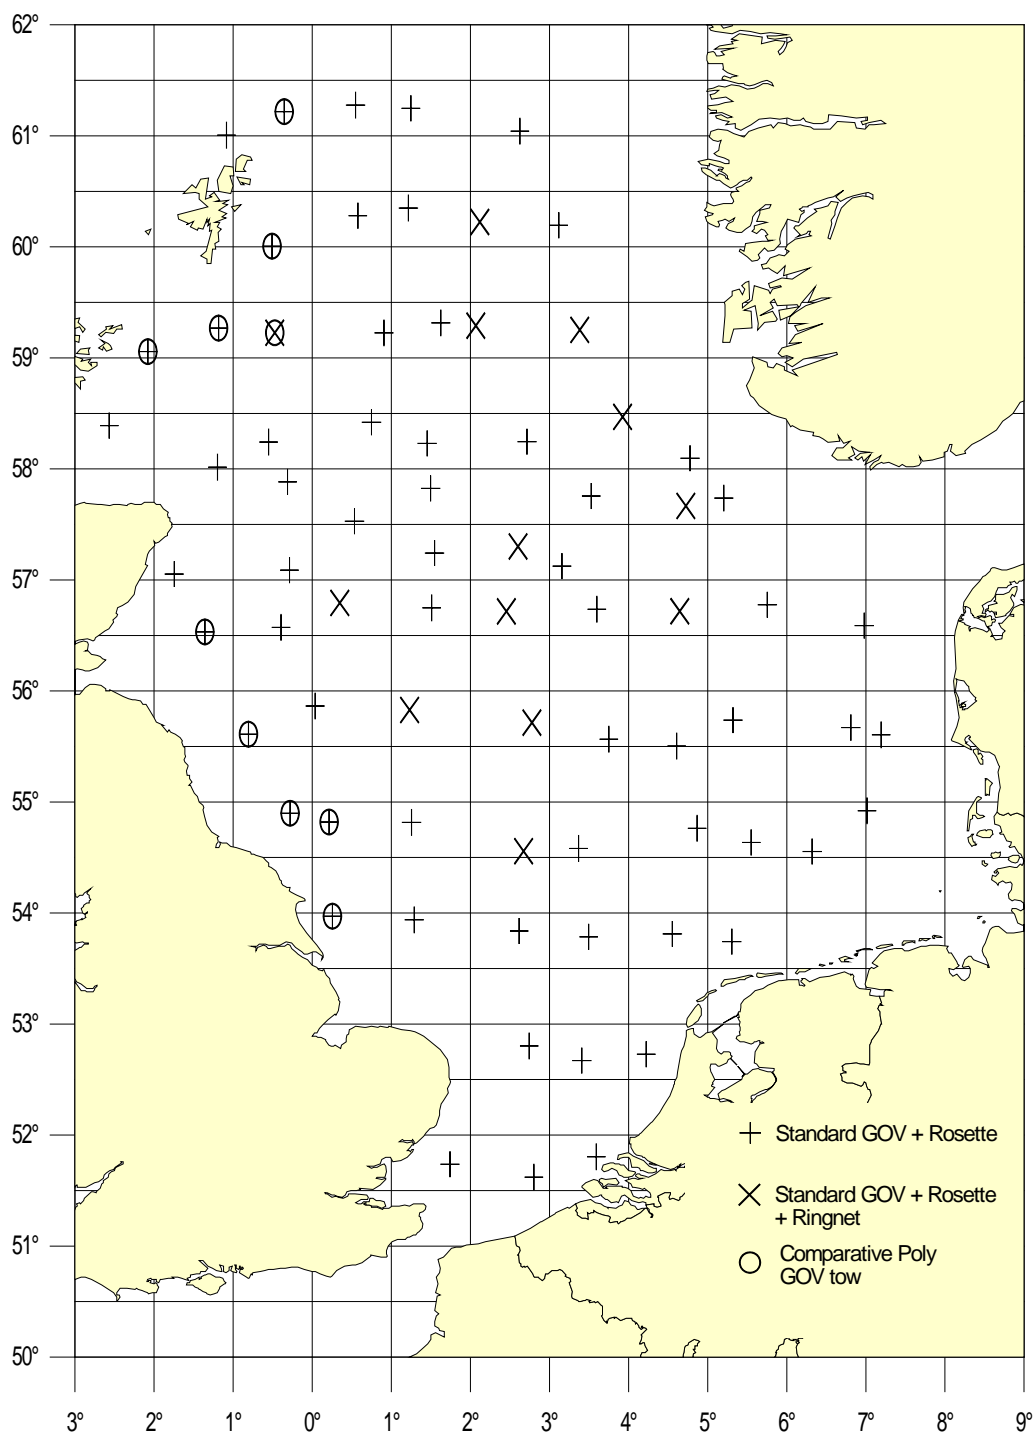 62°
61°
60°
59°
58°
57°
56°
55°
54°
53°
52°
51°
50°
Standard GOV + Rosette
Standard GOV + Rosette
+ Ringnet
Comparative Poly
GOV tow
3° 2° 1° 0° 1° 2° 3° 4° 5° 6° 7° 8° 9°